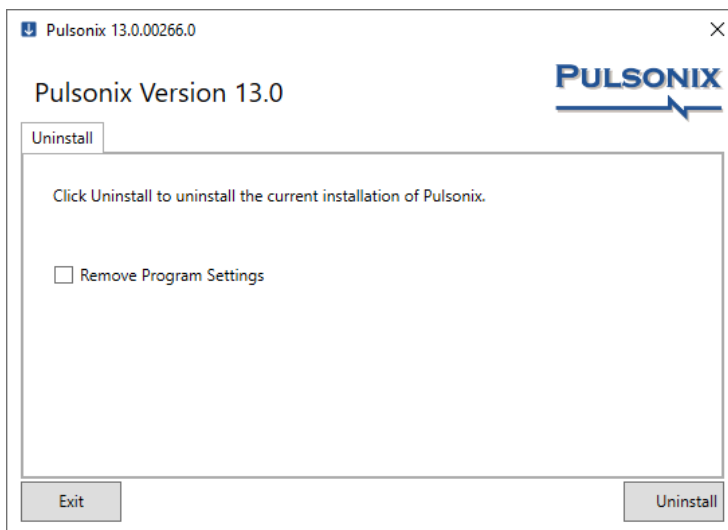 Pulsonix 13.0.00266.0
Pulsonix Version 13.0
PULSONIX
Uninstall
Click Uninstall to uninstall the current installation of Pulsonix.
Remove Program Settings
Exit
Uninstall